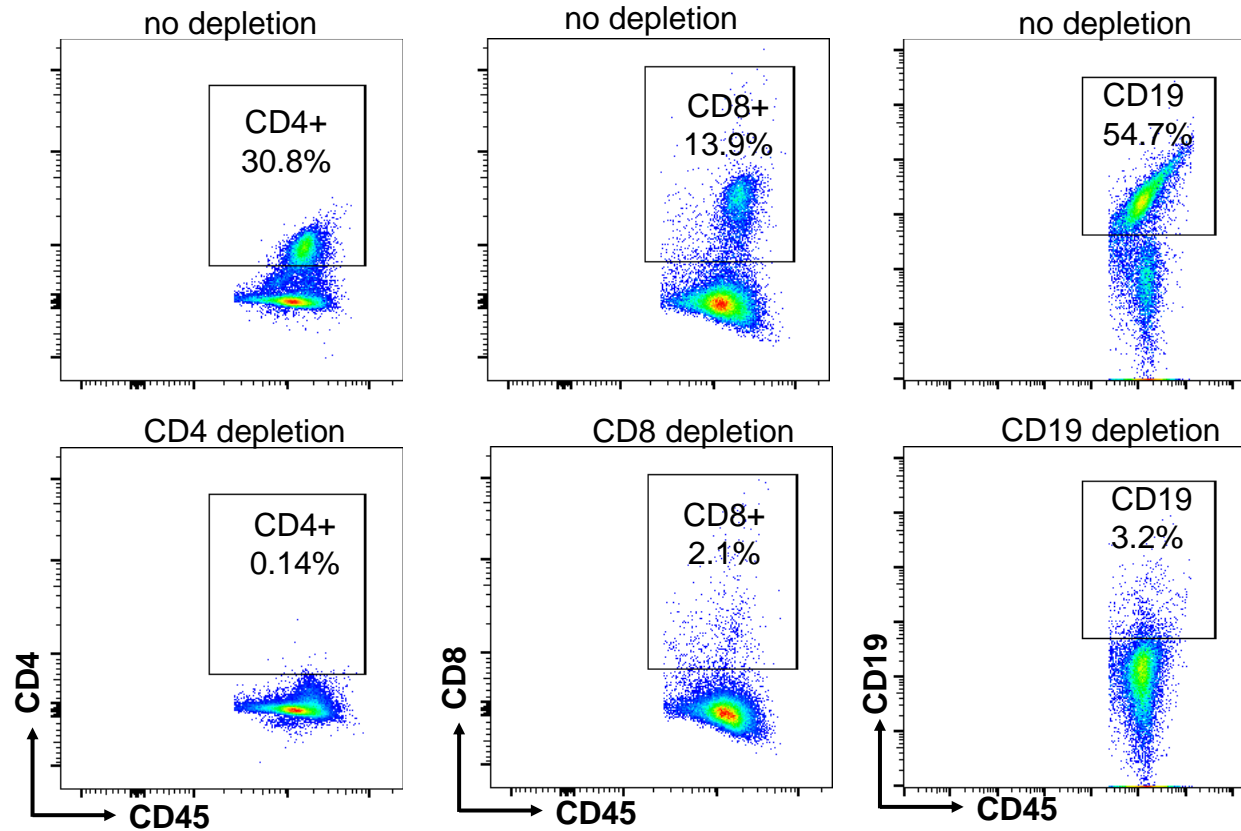 no depletion
no depletion
no depletion
CD4+
30.8%
CD8+
13.9%
CD19
54.7%
CD4 depletion
CD8 depletion
CD19 depletion
CD4+
0.14%
CD8+
2.1%
CD19
3.2%
CD4
CD45
CD8
CD45
CD19
CD45